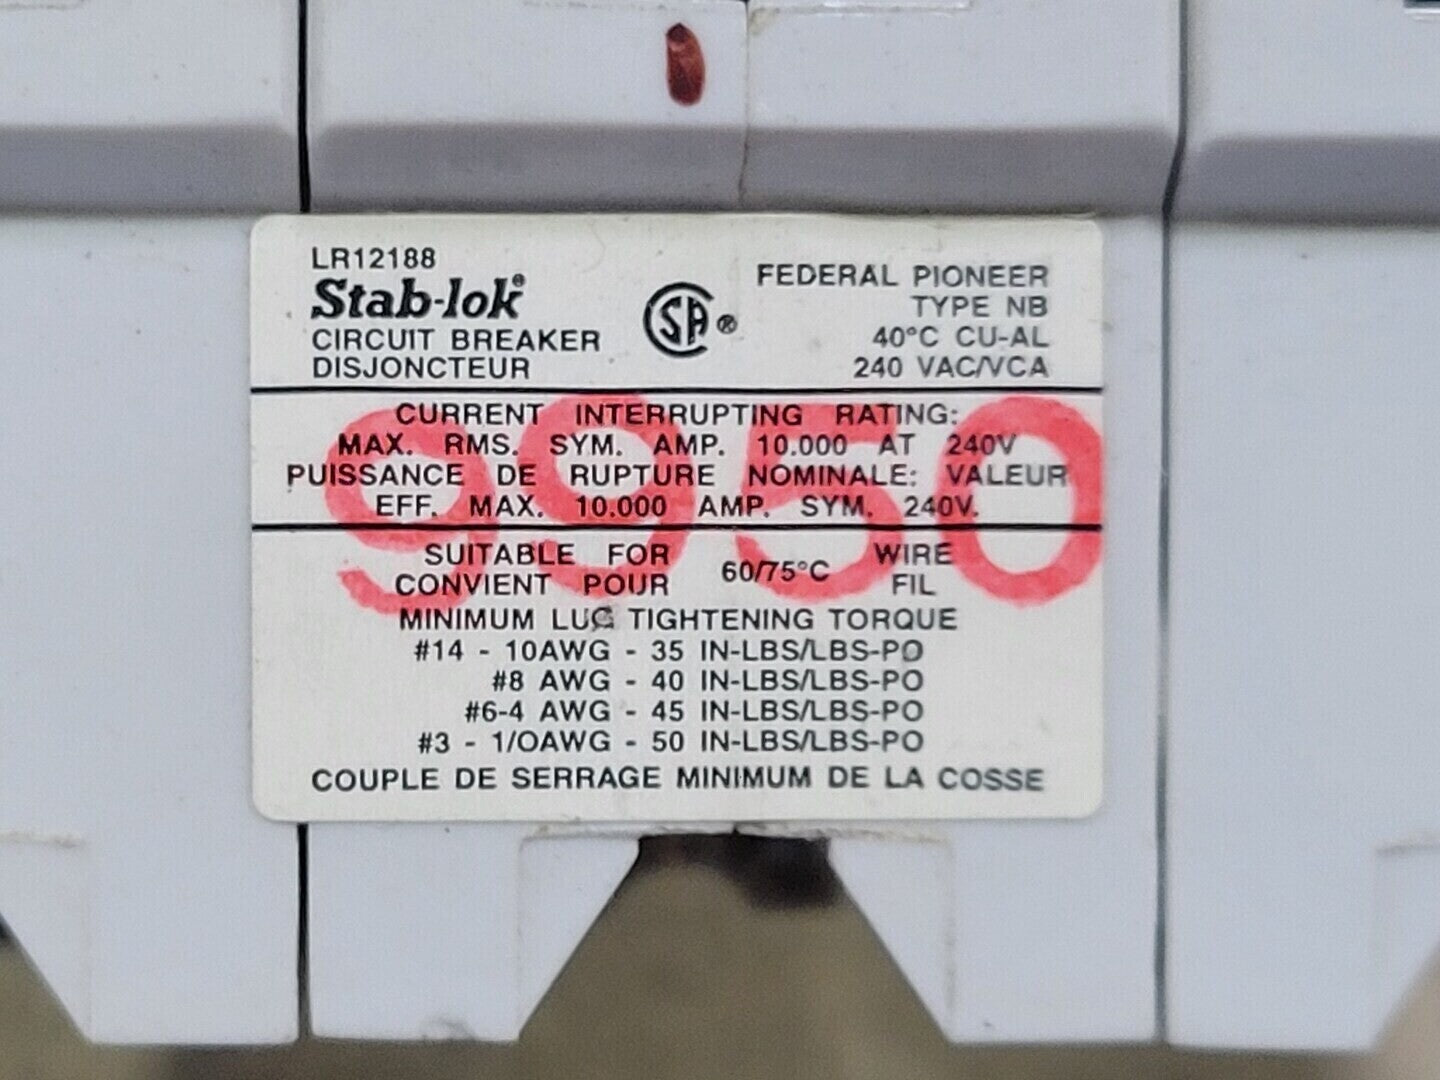 LR12188
Stab-lok®
CIRCUIT BREAKER
DISJONCTEUR
CSA ®
FEDERAL PIONEER
TYPE NB
40°C CU-AL
240 VAC/VCA
9950
CURRENT INTERRUPTING RATING:
MAX. RMS. SYM. AMP. 10.000 AT 240V
PUISSANCE DE RUPTURE NOMINALE: VALEUR
EFF. MAX. 10.000 AMP. SYM. 240V.
SUITABLE FOR 60/75°C WIRE
CONVIENT POUR FIL
MINIMUM LUG TIGHTENING TORQUE
#14 - 10AWG - 35 IN-LBS/LBS-PO
#8 AWG - 40 IN-LBS/LBS-PO
#6-4 AWG - 45 IN-LBS/LBS-PO
#3 - 1/OAWG - 50 IN-LBS/LBS-PO
COUPLE DE SERRAGE MINIMUM DE LA COSSE